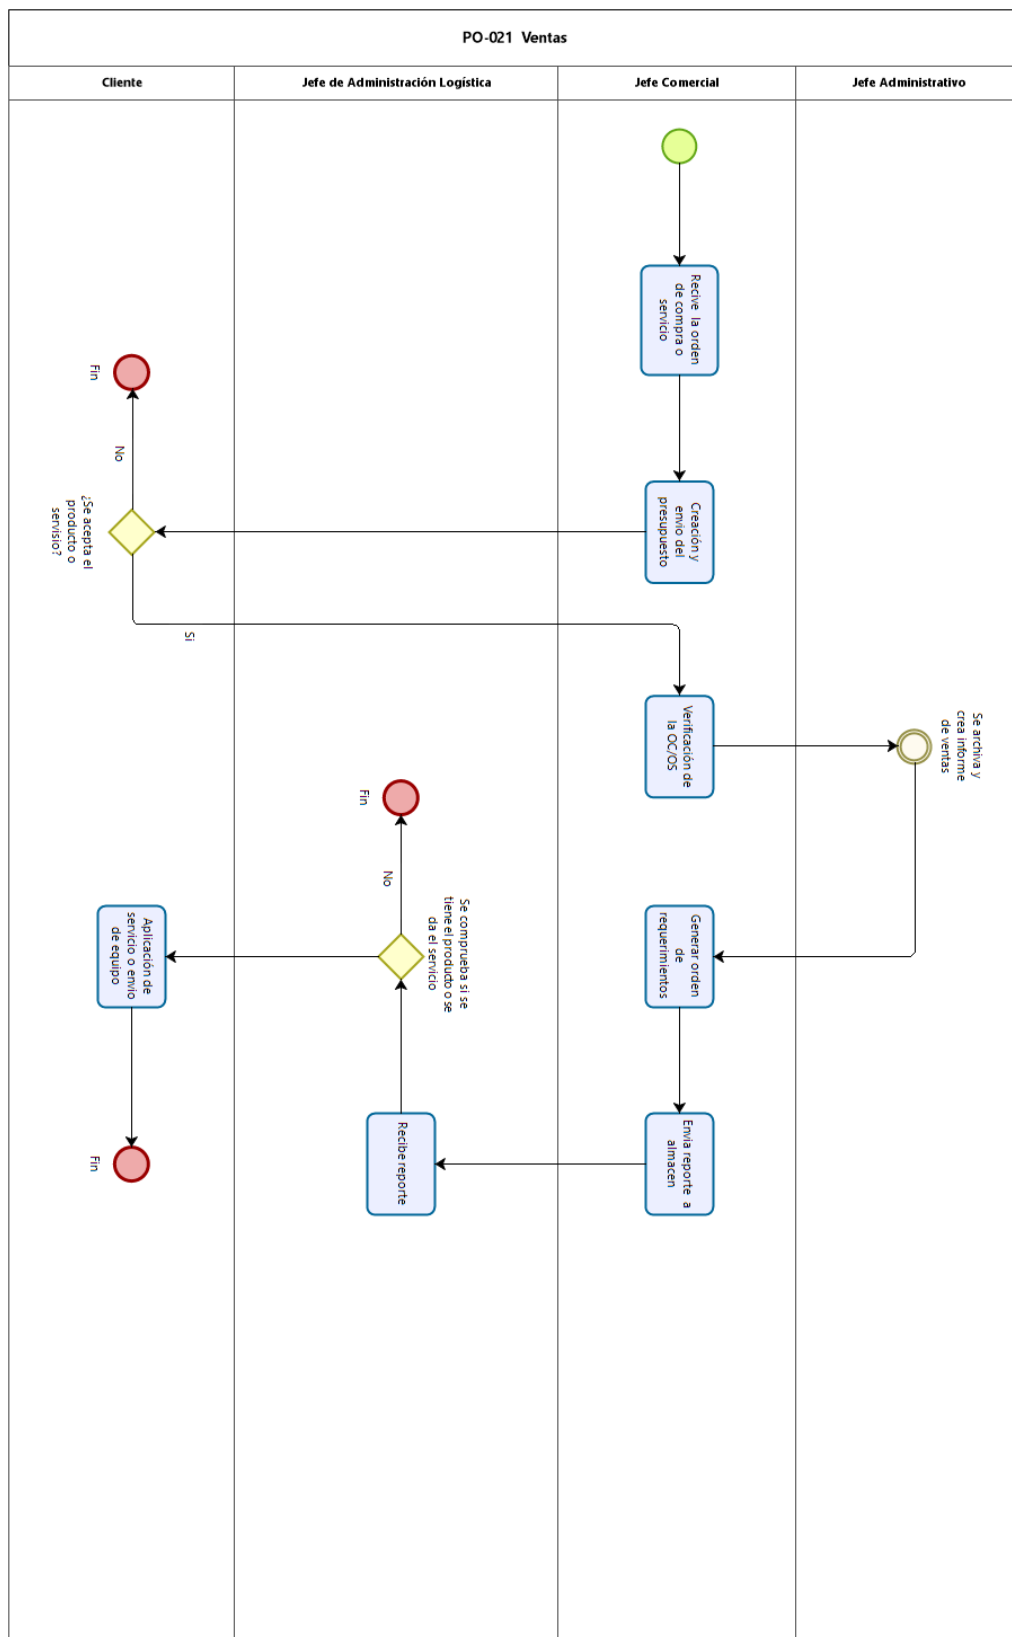 PO-021 Ventas
Cliente
Jefe de Administración Logística
Jefe Comercial
Jefe Administrativo
Recive la orden
de compra o
servicio
Creación y
envio del
presupuesto
¿Se acepta el
producto o
servisio?
No
Fin
Si
Verificación de
la OC/OS
Se archiva y
crea informe
de ventas
Generar orden
de
requerimientos
Envia reporte a
almacen
Recibe reporte
Se comprueba si se
tiene el producto o se
da el servicio
No
Fin
Aplicación de
servicio o envio
de equipo
Fin